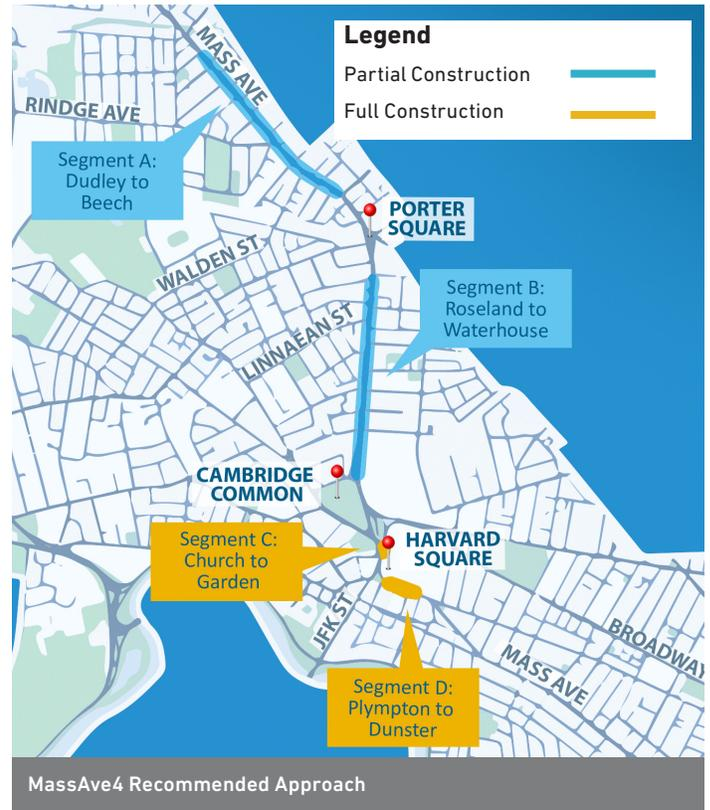 Legend
Partial Construction
Full Construction
MASS AVE
RINDGE AVE
Segment A:
Dudley to
Beech
PORTER
SQUARE
WALDEN ST
Segment B:
Roseland to
Waterhouse
LINNAEAN ST
CAMBRIDGE
COMMON
Segment C:
Church to
Garden
HARVARD
SQUARE
JFK ST
BROADWAY
MASS AVE
Segment D:
Plympton to
Dunster
MassAve4 Recommended Approach